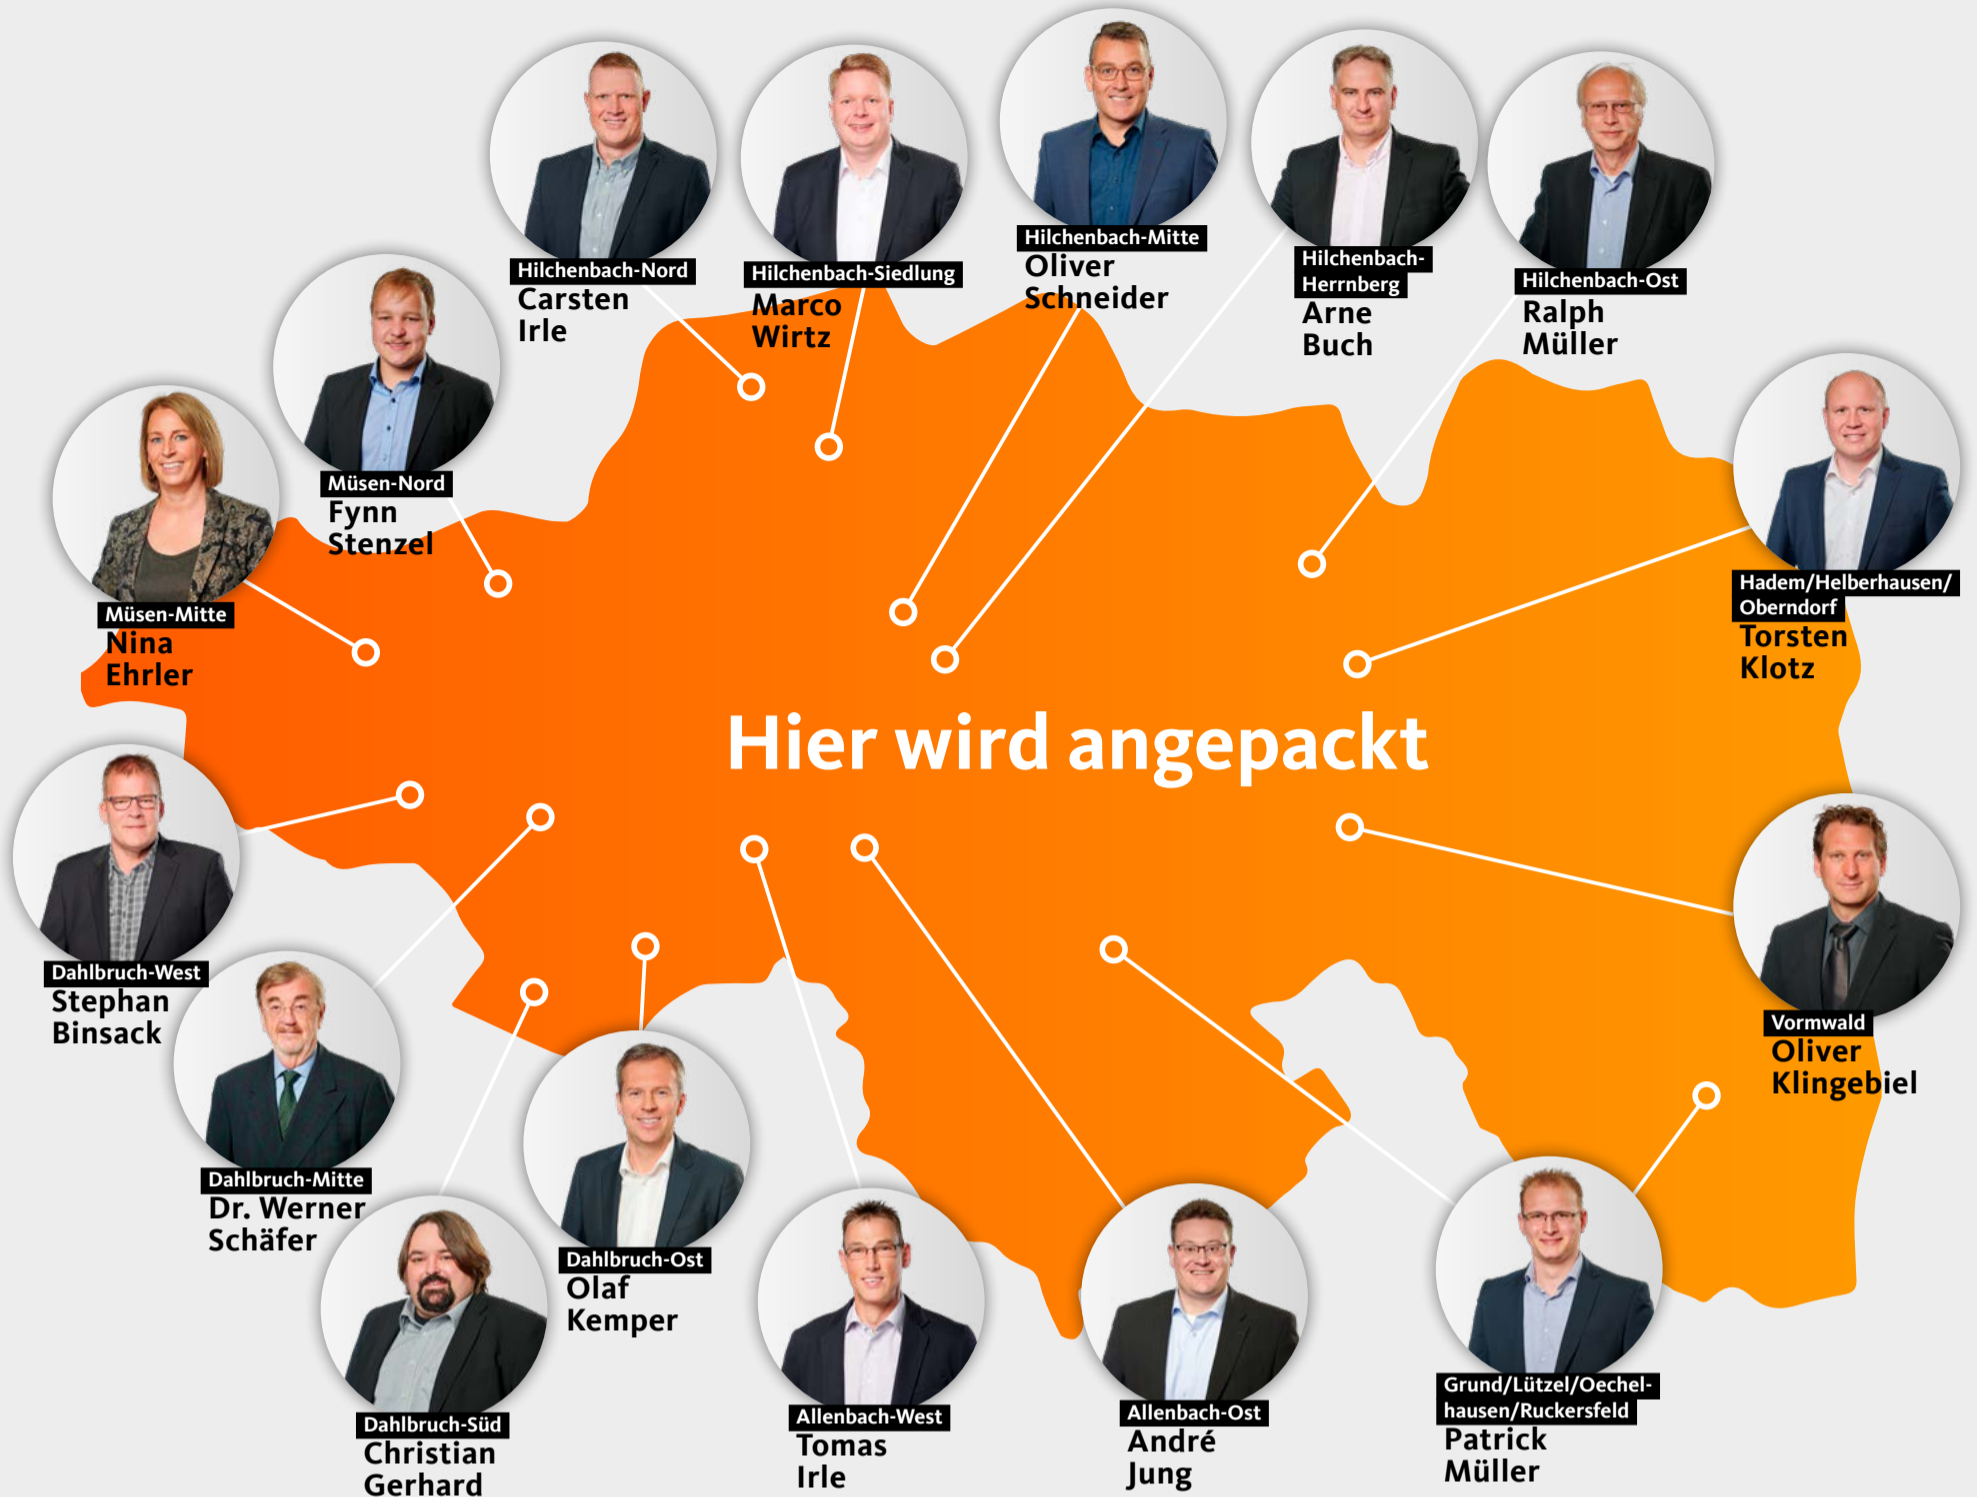 Hilchenbach-Nord
Carsten
Irle
Hilchenbach-Siedlung
Marco
Wirtz
Hilchenbach-Mitte
Oliver
Schneider
Hilchenbach-
Herrnberg
Arne
Buch
Hilchenbach-Ost
Ralph
Müller
Müsen-Nord
Fynn
Stenzel
Müsen-Mitte
Nina
Ehrler
Hadem/Helberhausen/
Oberndorf
Torsten
Klotz
Hier wird angepackt
Dahlbruch-West
Stephan
Binsack
Vormwald
Oliver
Klingebiel
Dahlbruch-Mitte
Dr. Werner
Schäfer
Dahlbruch-Ost
Olaf
Kemper
Dahlbruch-Süd
Christian
Gerhard
Allenbach-West
Tomas
Irle
Allenbach-Ost
André
Jung
Grund/Lützel/Oechel-
hausen/Ruckersfeld
Patrick
Müller